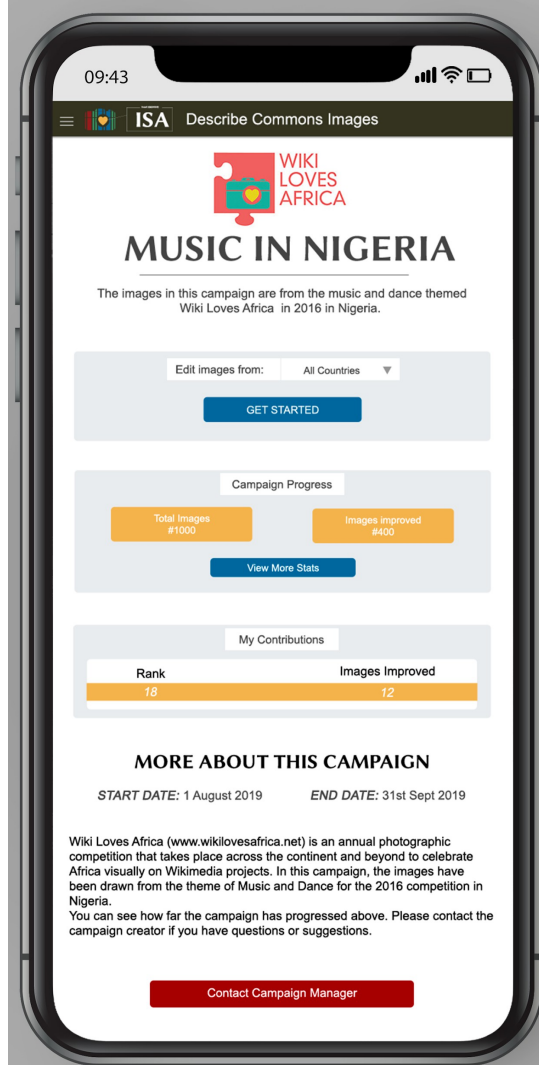 09:43
ISA Describe Commons Images
WIKI
LOVES
AFRICA
MUSIC IN NIGERIA
The images in this campaign are from the music and dance themed
Wiki Loves Africa in 2016 in Nigeria.
Edit images from: All Countries
GET STARTED
Campaign Progress
Total Images Images improved
#1000 #400
View More Stats
My Contributions
Rank Images Improved
18 12
MORE ABOUT THIS CAMPAIGN
START DATE: 1 August 2019 END DATE: 31st Sept 2019
Wiki Loves Africa (www.wikilovesafrica.net) is an annual photographic
competition that takes place across the continent and beyond to celebrate
Africa visually on Wikimedia projects. In this campaign, the images have
been drawn from the theme of Music and Dance for the 2016 competition in
Nigeria.
You can see how far the campaign has progressed above. Please contact the
campaign creator if you have questions or suggestions.
Contact Campaign Manager